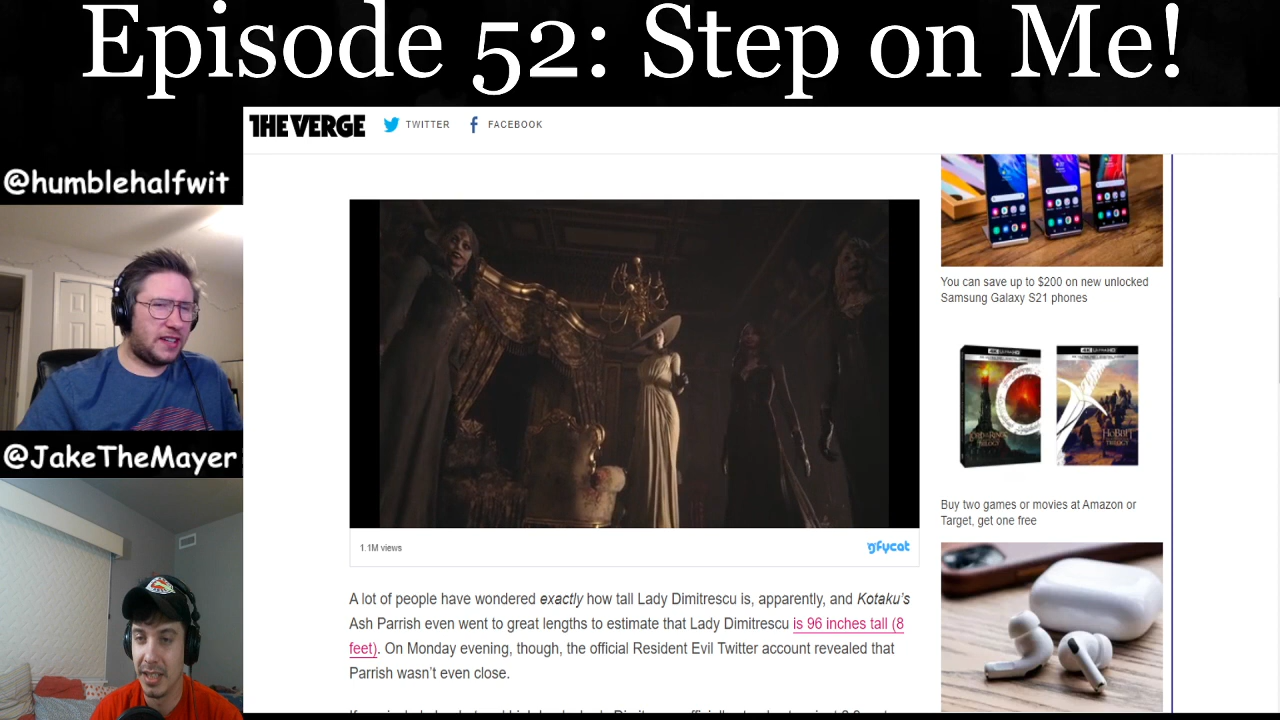 Episode 52: Step on Me!
THE VERGE TWITTER FACEBOOK
@humblehalfwit
@JakeTheMayer
1.1M views
gfycat
A lot of people have wondered exactly how tall Lady Dimitrescu is, apparently, and Kotaku's
Ash Parrish even went to great lengths to estimate that Lady Dimitrescu is 96 inches tall (8
feet). On Monday evening, though, the official Resident Evil Twitter account revealed that
Parrish wasn't even close.
You can save up to $200 on new unlocked
Samsung Galaxy S21 phones
Buy two games or movies at Amazon or
Target, get one free